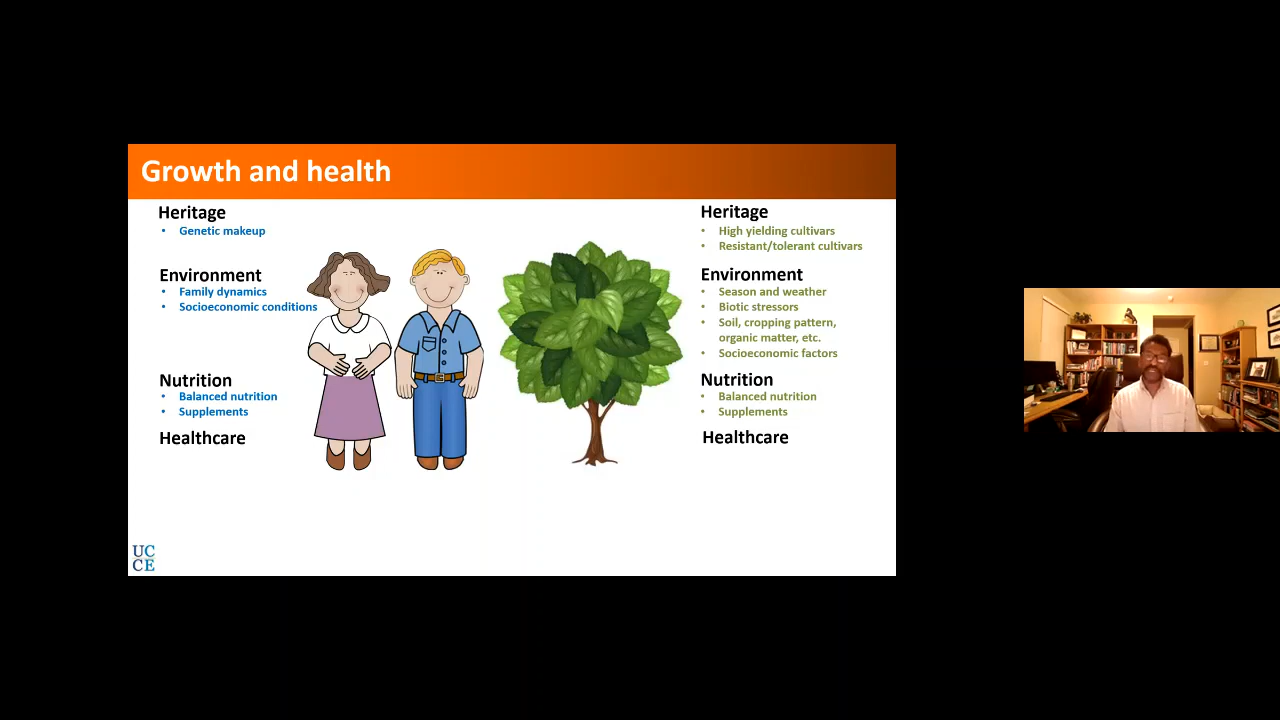 Growth and health
Heritage
• Genetic makeup
Environment
• Family dynamics
• Socioeconomic conditions
Nutrition
• Balanced nutrition
• Supplements
Healthcare
Heritage
• High yielding cultivars
• Resistant/tolerant cultivars
Environment
• Season and weather
• Biotic stressors
• Soil, cropping pattern,
organic matter, etc.
• Socioeconomic factors
Nutrition
• Balanced nutrition
• Supplements
Healthcare
UC
CE